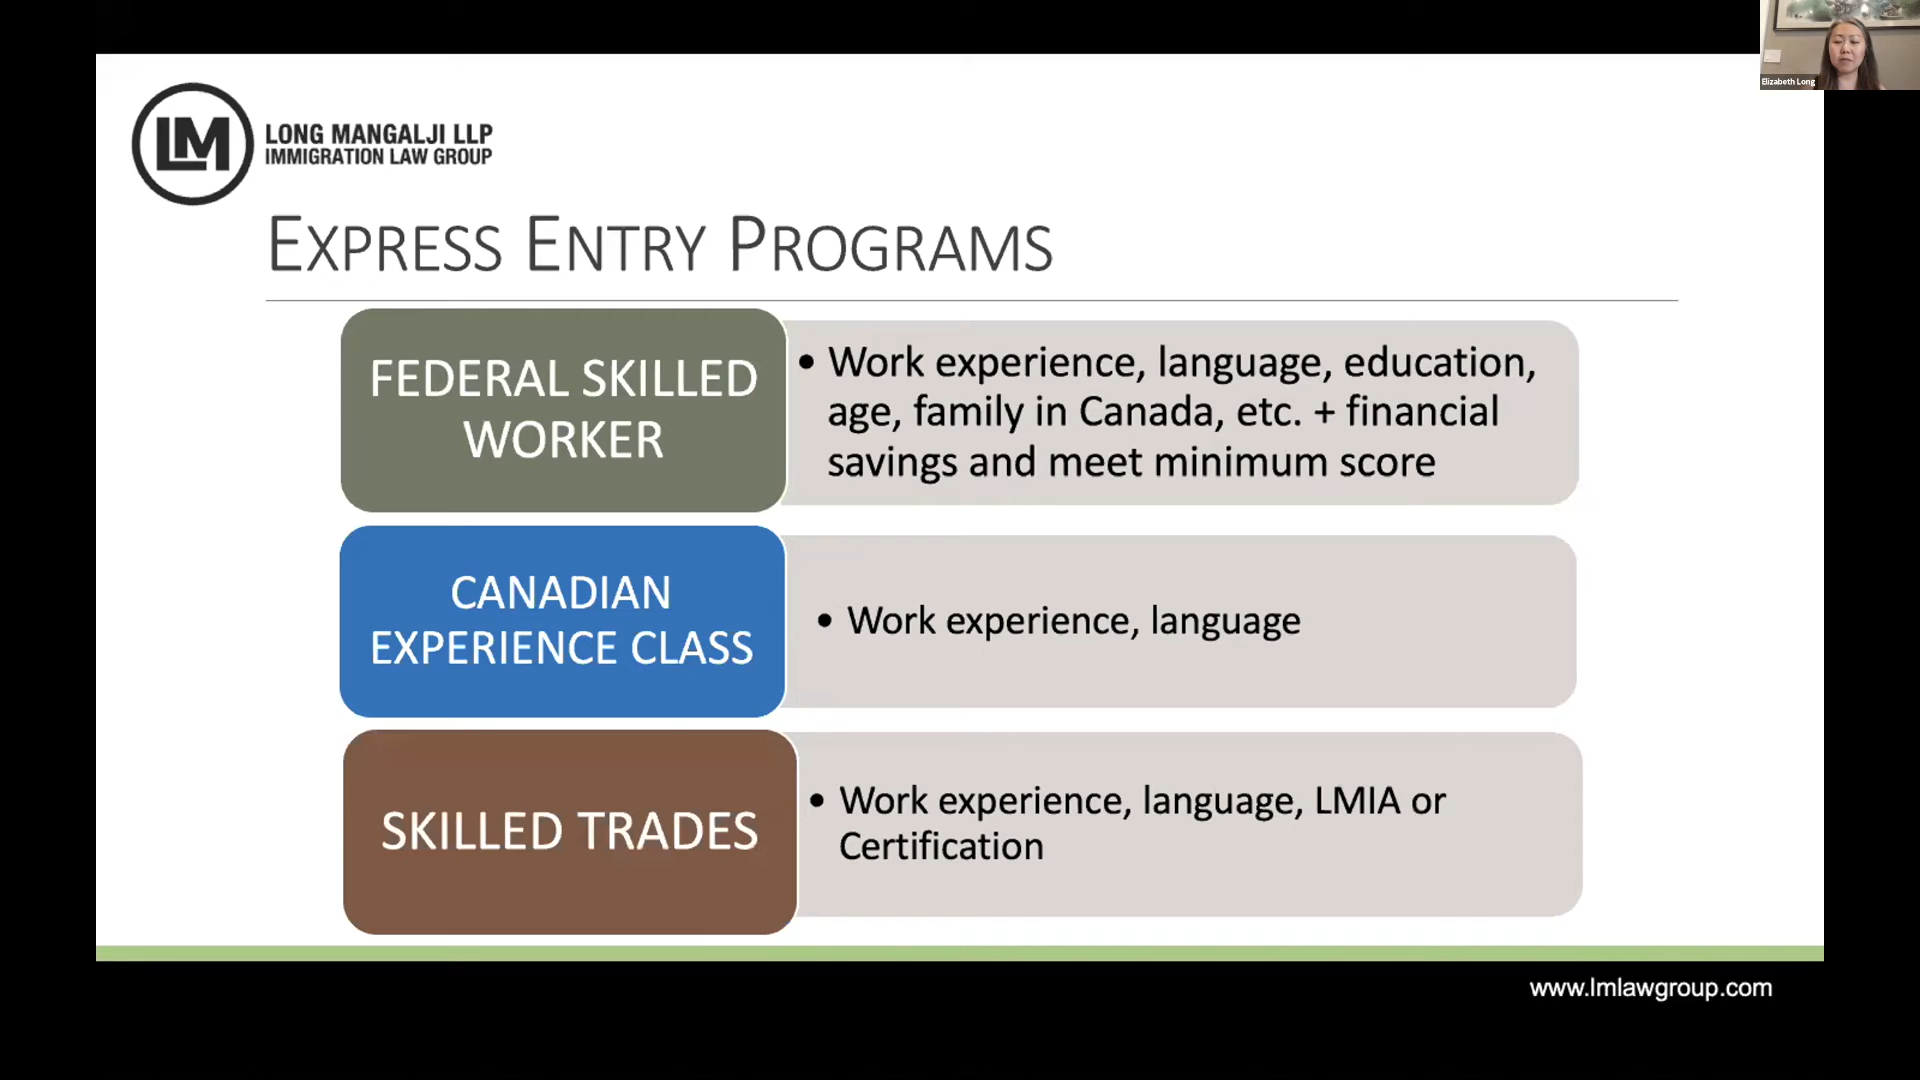 Elizabeth Long
LM
LONG MANGALJI LLP
IMMIGRATION LAW GROUP
EXPRESS ENTRY PROGRAMS
FEDERAL SKILLED
WORKER
• Work experience, language, education,
age, family in Canada, etc. + financial
savings and meet minimum score
CANADIAN
EXPERIENCE CLASS
• Work experience, language
SKILLED TRADES
• Work experience, language, LMIA or
Certification
www.lmlawgroup.com